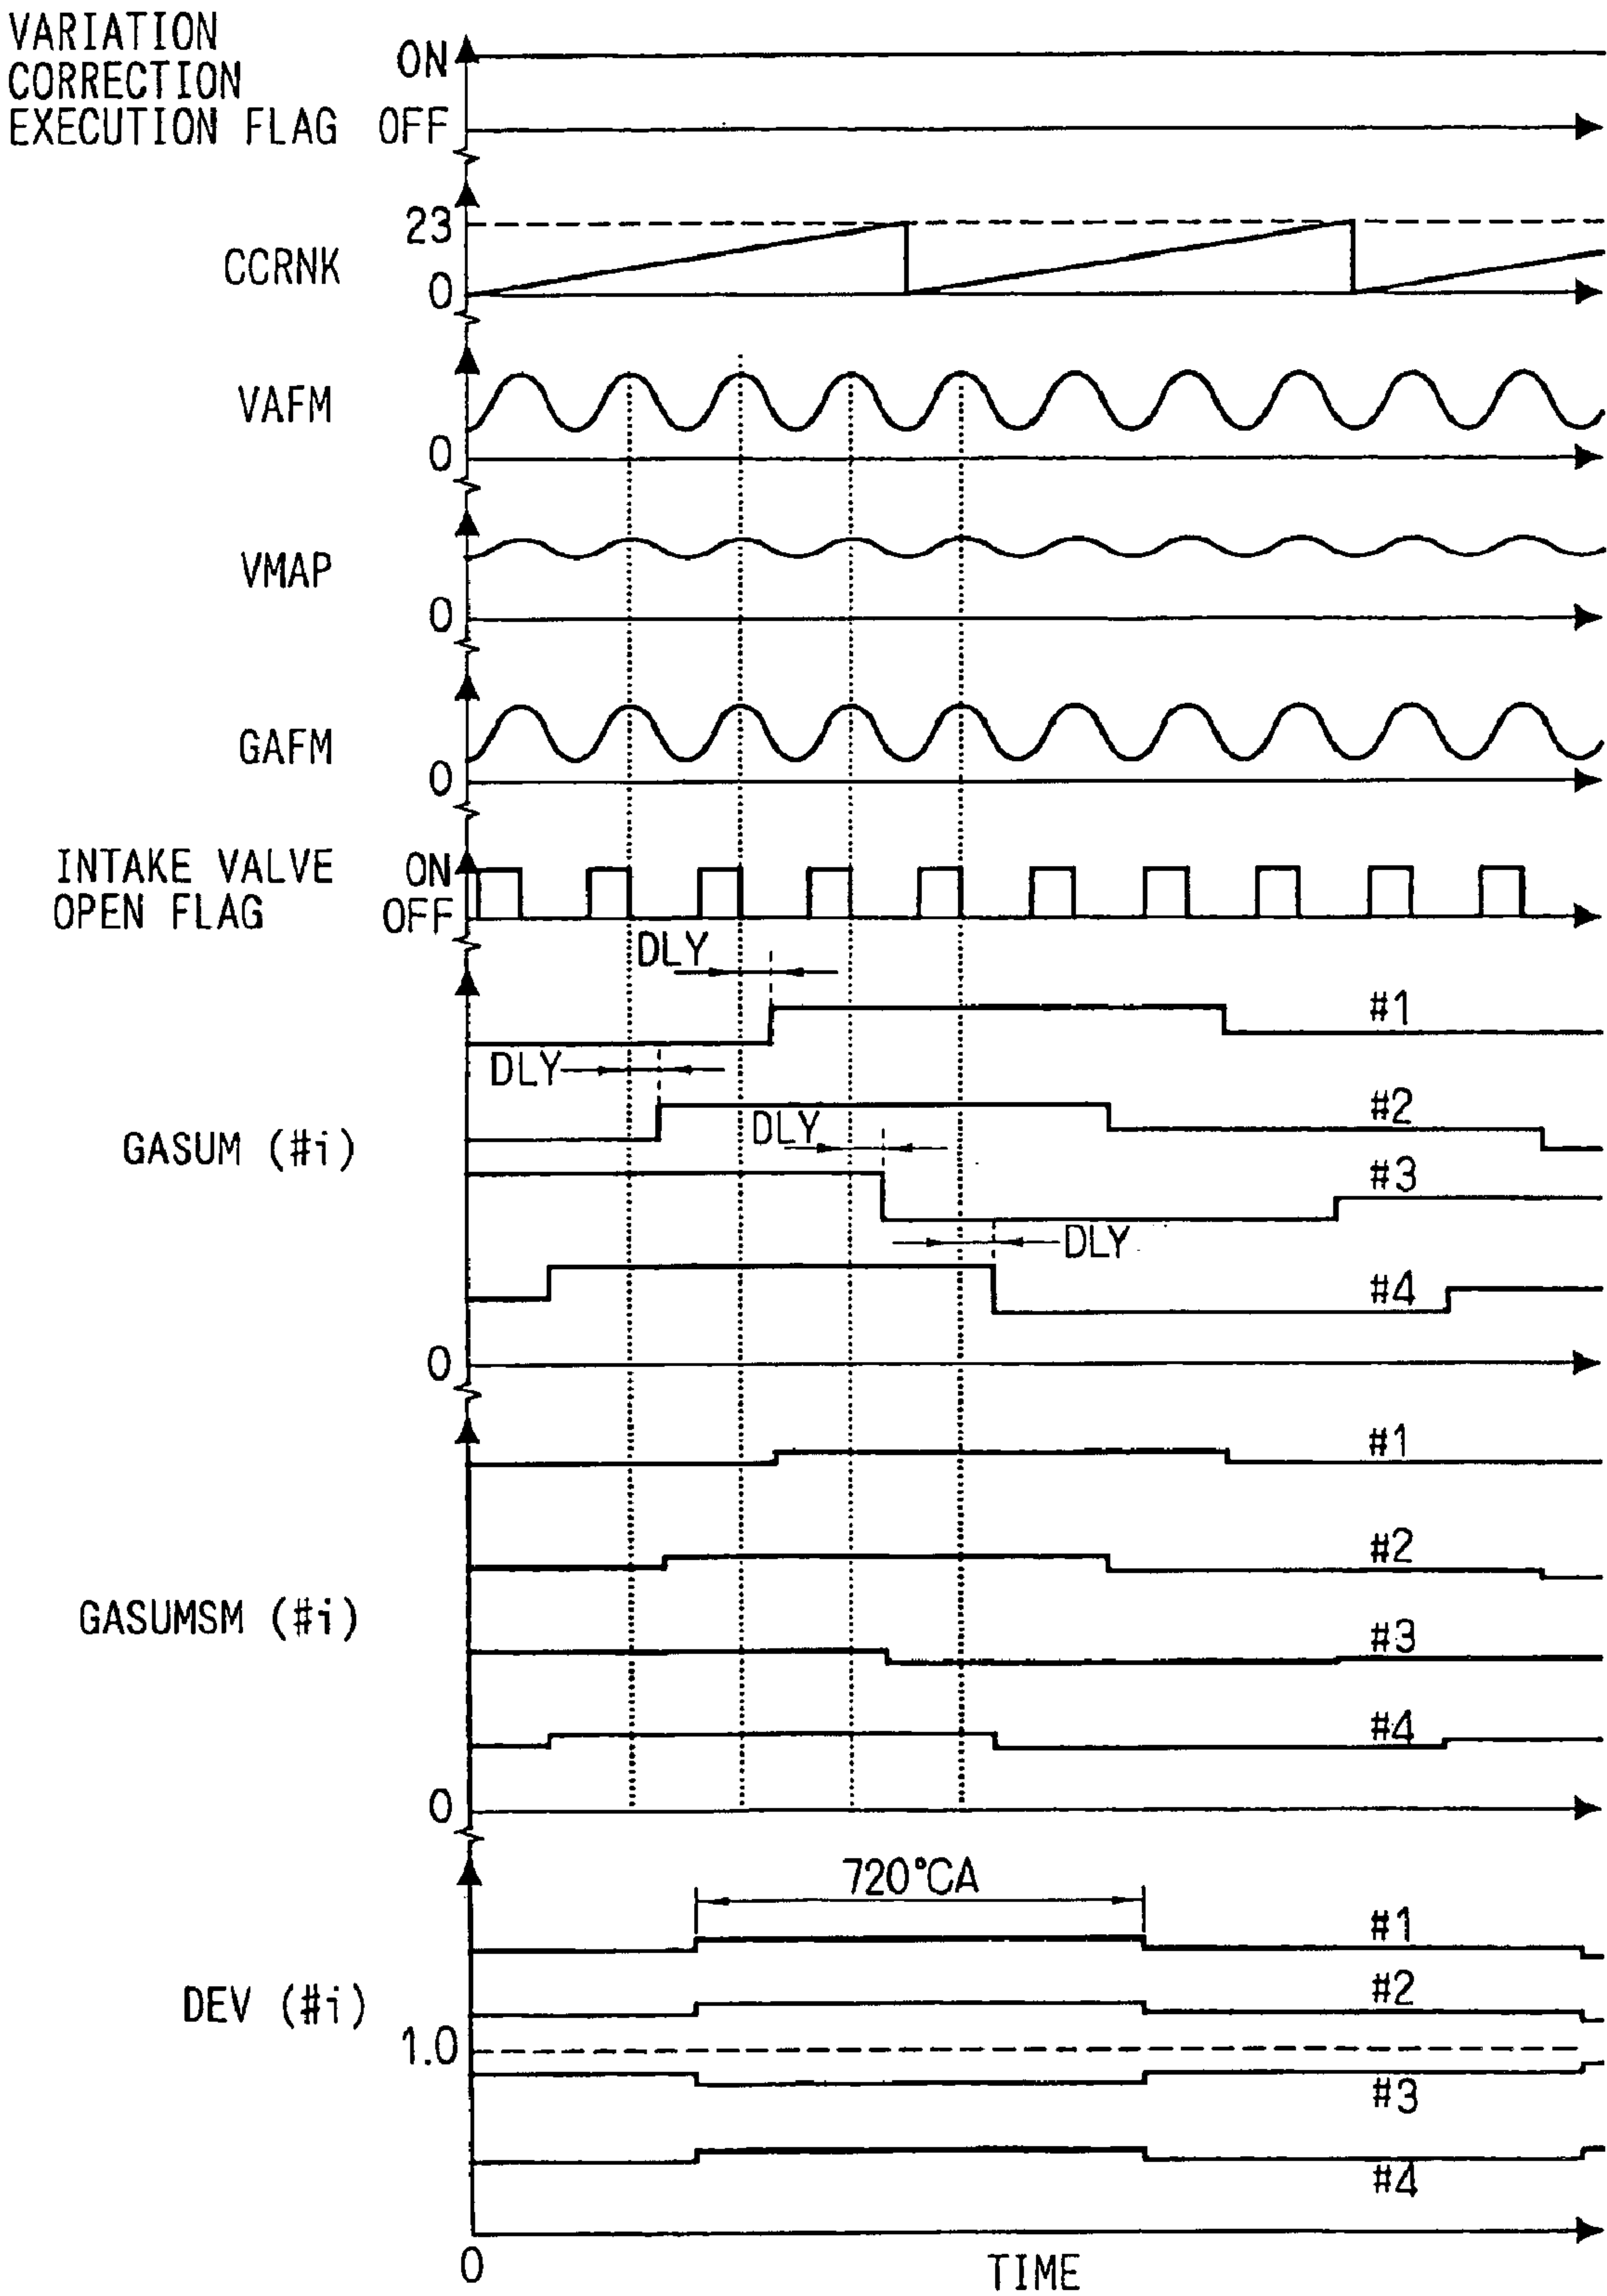 VARIATION
CORRECTION
EXECUTION FLAG
ON
OFF
23
CCRNK
0
VAFM
0
VMAP
0
GAFM
0
INTAKE VALVE
OPEN FLAG
ON
OFF
DLY
#1
DLY
#2
DLY
GASUM (#i)
#3
DLY
#4
0
#1
#2
GASUMSM (#i)
#3
#4
0
720°CA
#1
DEV (#i)
#2
1.0
#3
#4
0
TIME